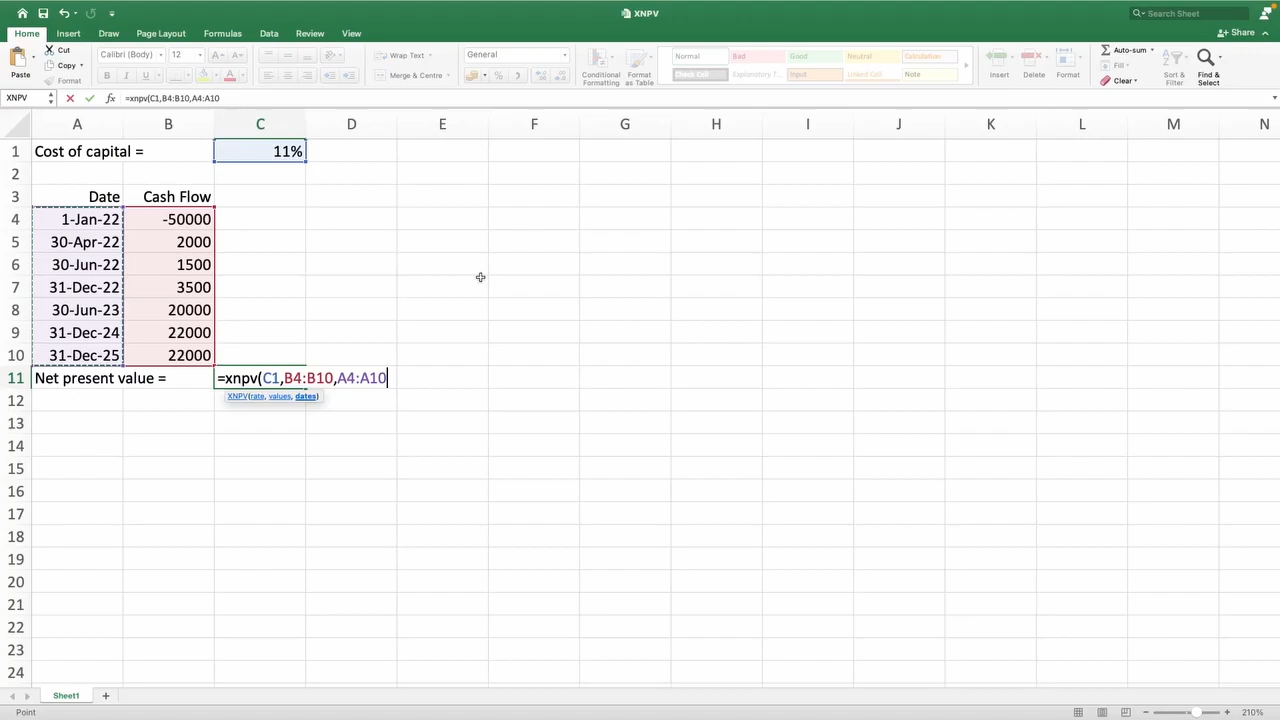 XNPV
Search Sheet
Home Insert Draw Page Layout Formulas Data Review View
Share
Paste
Cut
Copy
Format
Calibri (Body)
12
A
A
B
I
U
A
Wrap Text
Merge & Centre
General
Conditional
Formatting
Format
as Table
Normal Bad Good Neutral Calculation
Check Cell Explanatory T... Input Linked Cell Note
Insert
Delete
Format
Auto-sum
Fill
Clear
Sort &
Filter
Find &
Select
XNPV fx =xnpv(C1,B4:B10,A4:A10
A B C D E F G H I J K L M N
1 Cost of capital = 11%
2
3 Date Cash Flow
4 1-Jan-22 -50000
5 30-Apr-22 2000
6 30-Jun-22 1500
7 31-Dec-22 3500
8 30-Jun-23 20000
9 31-Dec-24 22000
10 31-Dec-25 22000
11 Net present value = =xnpv(C1,B4:B10,A4:A10
XNPV(rate, values, dates)
12
13
14
15
16
17
18
19
20
21
22
23
24
Sheet1
Point
210%